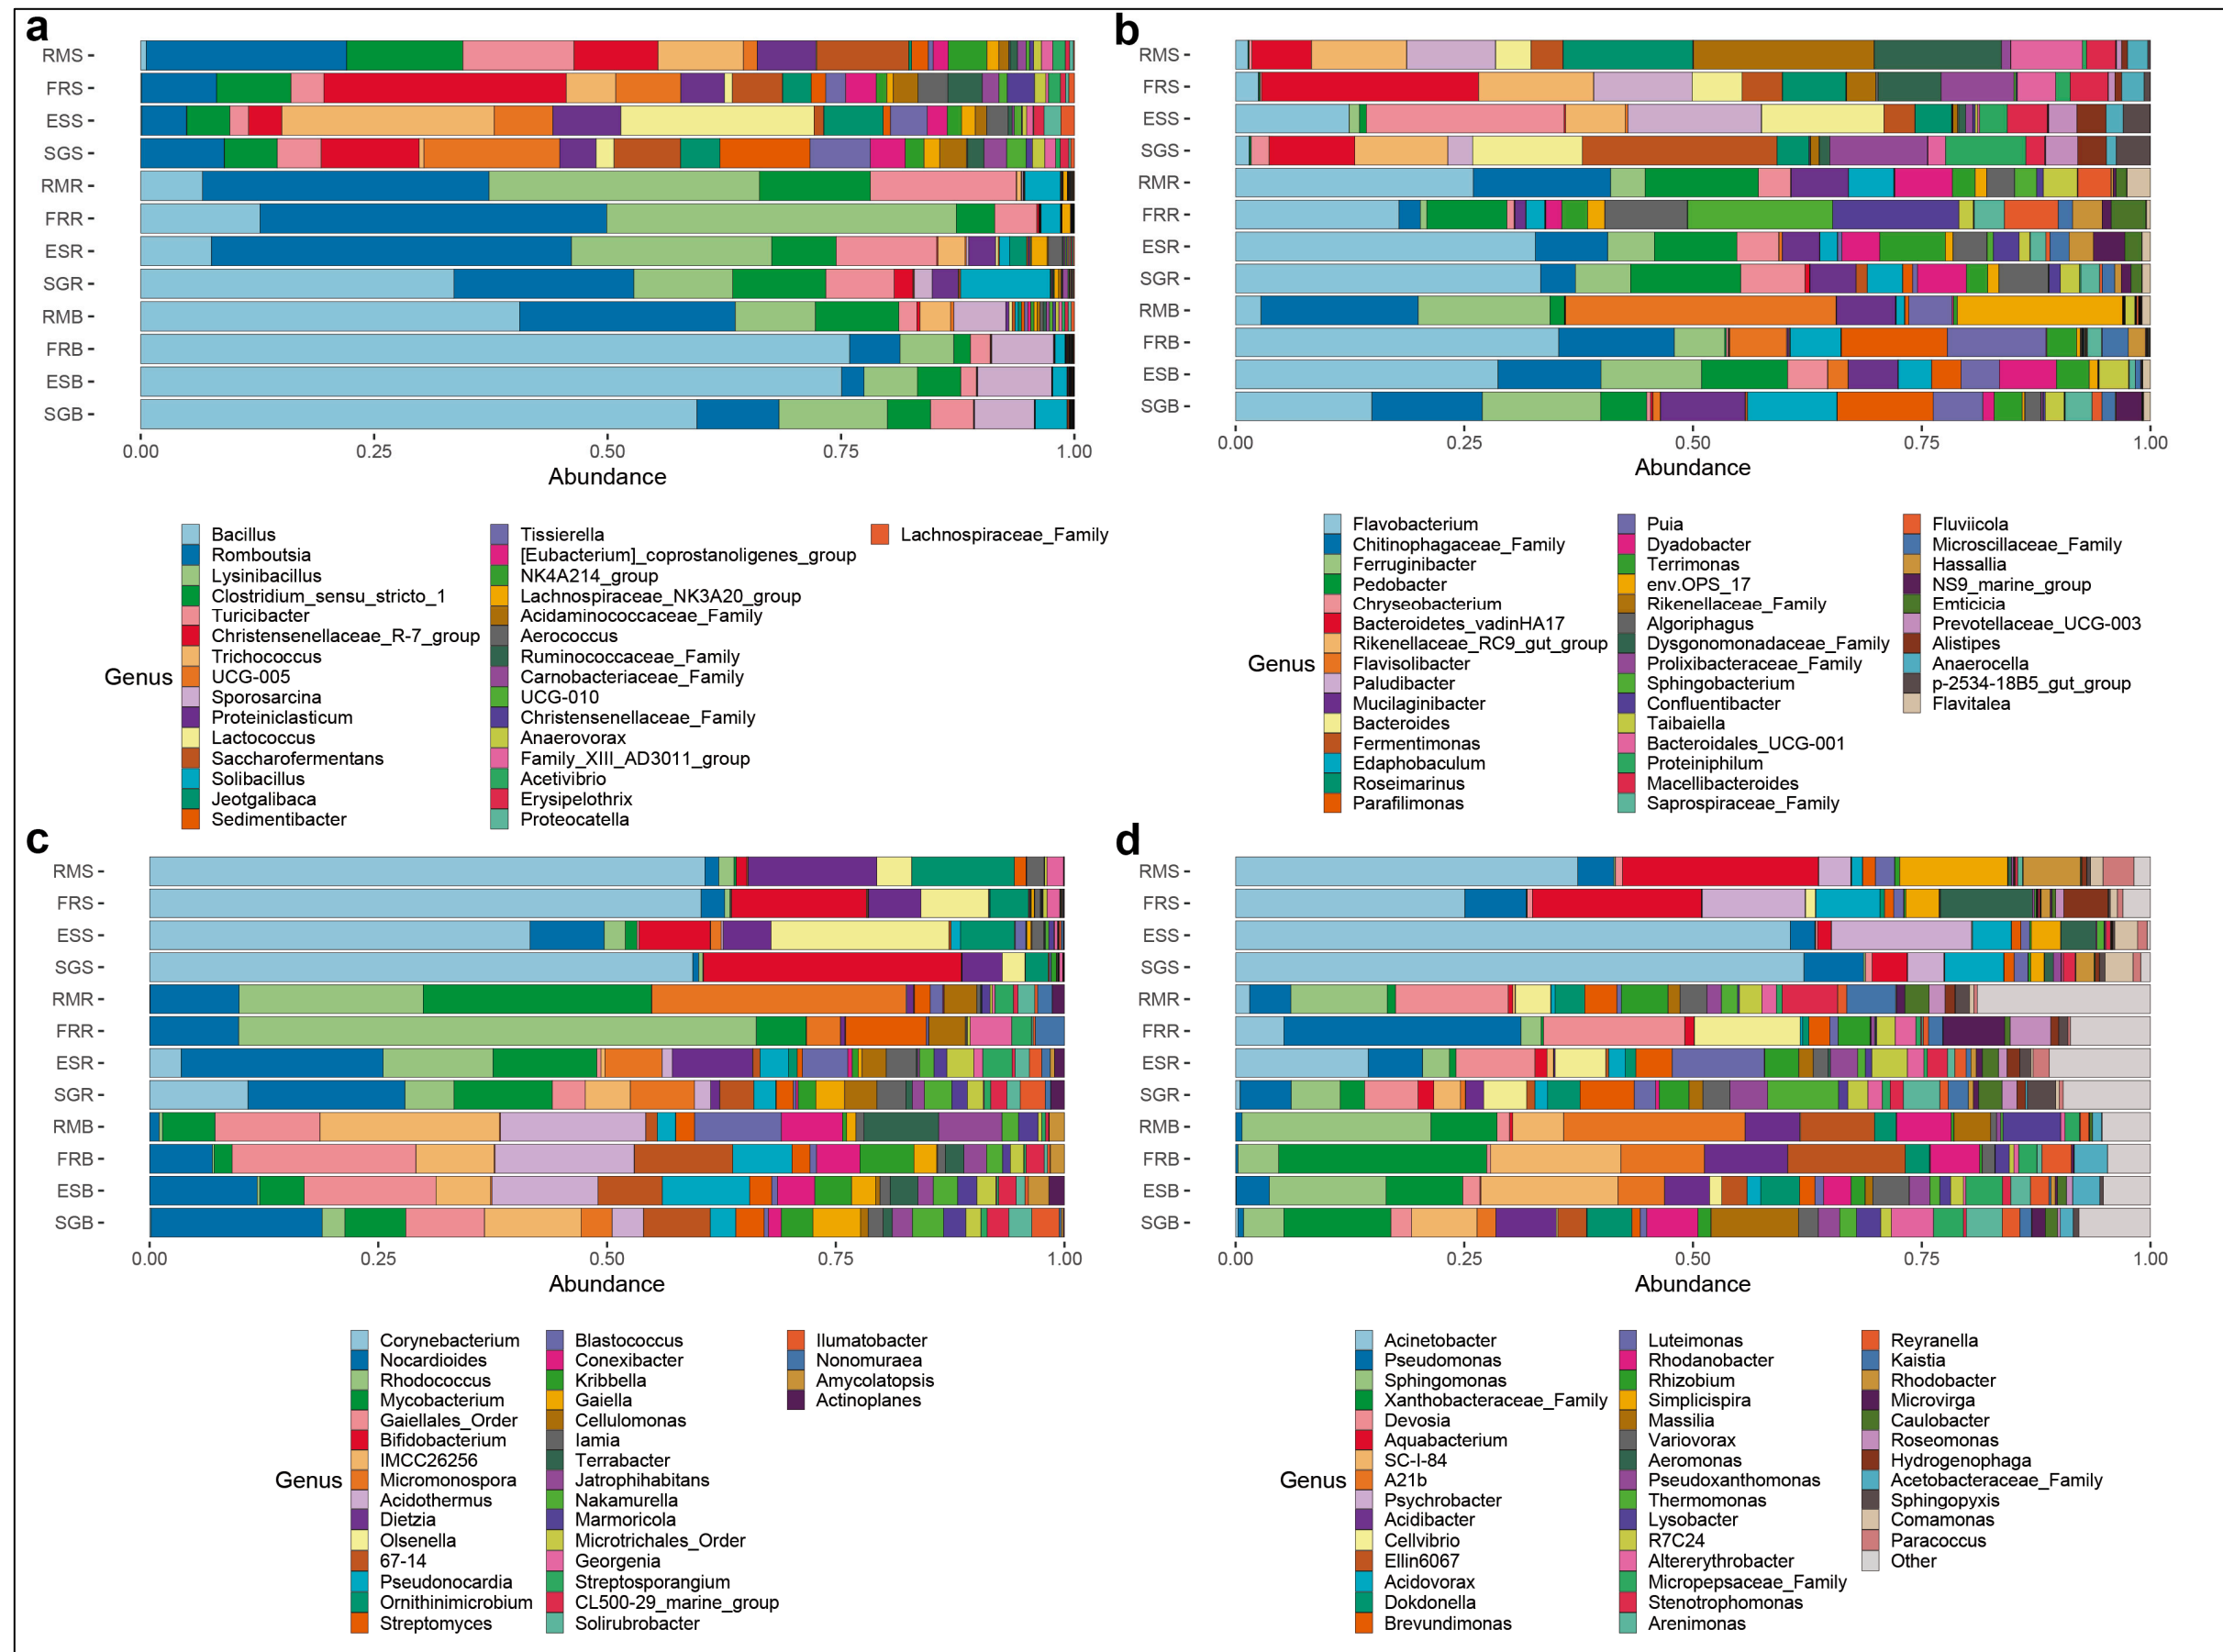 a
RMS
FRS
ESS
SGS
RMR
FRR
ESR
SGR
RMB
FRB
ESB
SGB
0.00 0.25 0.50 0.75 1.00
Abundance
Genus
Bacillus
Romboutsia
Lysinibacillus
Clostridium_sensu_stricto_1
Turicibacter
Christensenellaceae_R-7_group
Trichococcus
UCG-005
Sporosarcina
Proteiniclasticum
Lactococcus
Saccharofermentans
Solibacillus
Jeotgalibaca
Sedimentibacter
Tissierella
[Eubacterium]_coprostanoligenes_group
NK4A214_group
Lachnospiraceae_NK3A20_group
Acidaminococcaceae_Family
Aerococcus
Ruminococcaceae_Family
Carnobacteriaceae_Family
UCG-010
Christensenellaceae_Family
Anaerovorax
Family_XIII_AD3011_group
Acetivibrio
Erysipelothrix
Proteocatella
Lachnospiraceae_Family
b
RMS
FRS
ESS
SGS
RMR
FRR
ESR
SGR
RMB
FRB
ESB
SGB
0.00 0.25 0.50 0.75 1.00
Abundance
Genus
Flavobacterium
Chitinophagaceae_Family
Ferruginibacter
Pedobacter
Chryseobacterium
Bacteroidetes_vadinHA17
Rikenellaceae_RC9_gut_group
Flavisolibacter
Paludibacter
Mucilaginibacter
Bacteroides
Fermentimonas
Edaphobaculum
Roseimarinus
Parafilimonas
Puia
Dyadobacter
Terrimonas
env.OPS_17
Rikenellaceae_Family
Algoriphagus
Dysgonomonadaceae_Family
Prolixibacteraceae_Family
Sphingobacterium
Confluentibacter
Taibaiella
Bacteroidales_UCG-001
Proteiniphilum
Macellibacteroides
Saprospiraceae_Family
Fluviicola
Microscillaceae_Family
Hassallia
NS9_marine_group
Emticicia
Prevotellaceae_UCG-003
Alistipes
Anaerocella
p-2534-18B5_gut_group
Flavitalea
c
RMS
FRS
ESS
SGS
RMR
FRR
ESR
SGR
RMB
FRB
ESB
SGB
0.00 0.25 0.50 0.75 1.00
Abundance
Genus
Corynebacterium
Nocardioides
Rhodococcus
Mycobacterium
Gaiellales_Order
Bifidobacterium
IMCC26256
Micromonospora
Acidothermus
Dietzia
Olsenella
67-14
Pseudonocardia
Ornithinimicrobium
Streptomyces
Blastococcus
Conexibacter
Kribbella
Gaiella
Cellulomonas
Iamia
Terrabacter
Jatrophihabitans
Nakamurella
Marmoricola
Microtrichales_Order
Georgenia
Streptosporangium
CL500-29_marine_group
Solirubrobacter
Ilumatobacter
Nonomuraea
Amycolatopsis
Actinoplanes
d
RMS
FRS
ESS
SGS
RMR
FRR
ESR
SGR
RMB
FRB
ESB
SGB
0.00 0.25 0.50 0.75 1.00
Abundance
Genus
Acinetobacter
Pseudomonas
Sphingomonas
Xanthobacteraceae_Family
Devosia
Aquabacterium
SC-I-84
A21b
Psychrobacter
Acidibacter
Cellvibrio
Ellin6067
Acidovorax
Dokdonella
Brevundimonas
Luteimonas
Rhodanobacter
Rhizobium
Simplicispira
Massilia
Variovorax
Aeromonas
Pseudoxanthomonas
Thermomonas
Lysobacter
R7C24
Altererythrobacter
Micropepsaceae_Family
Stenotrophomonas
Arenimonas
Reyranella
Kaistia
Rhodobacter
Microvirga
Caulobacter
Roseomonas
Hydrogenophaga
Acetobacteraceae_Family
Sphingopyxis
Comamonas
Paracoccus
Other